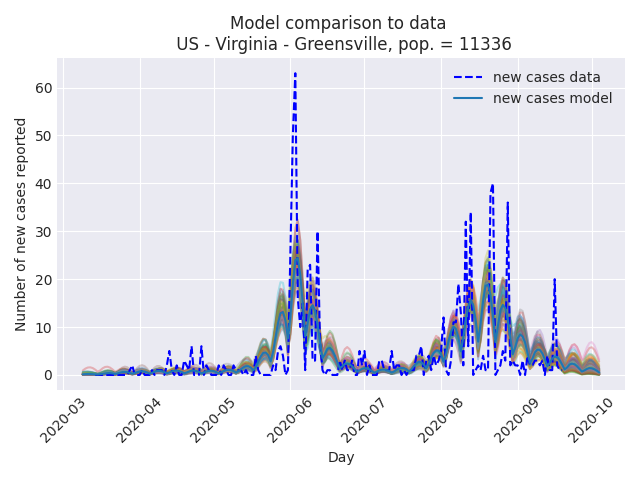 Model comparison to data
US - Virginia - Greensville, pop. = 11336
new cases data
new cases model
Number of new cases reported
60
50
40
30
20
10
0
2020-03
2020-04
2020-05
2020-06
2020-07
2020-08
2020-09
2020-10
Day